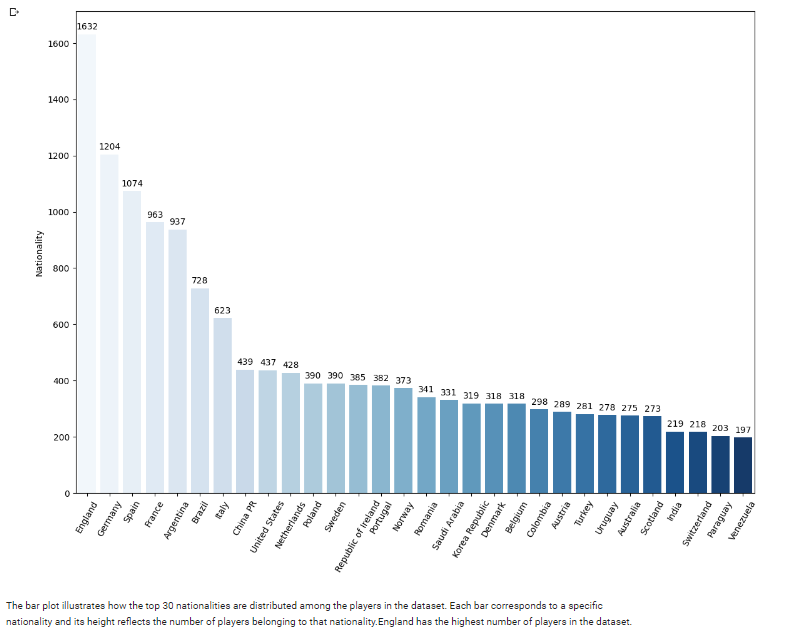 1632
1600
1400
1204
1200
1074
1000
963
937
800
728
623
600
439 437 428 390 390 385 382 373 341 331 319 318 318 298 289 281 278 275 273 219 218 203 197
400
200
0
Nationality
England
Germany
Spain
France
Argentina
Brazil
Italy
China PR
United States
Netherlands
Poland
Sweden
Republic of Ireland
Portugal
Norway
Romania
Saudi Arabia
Korea Republic
Denmark
Belgium
Colombia
Austria
Turkey
Uruguay
Australia
Scotland
India
Switzerland
Paraguay
Venezuela
The bar plot illustrates how the top 30 nationalities are distributed among the players in the dataset. Each bar corresponds to a specific
nationality and its height reflects the number of players belonging to that nationality.England has the highest number of players in the dataset.